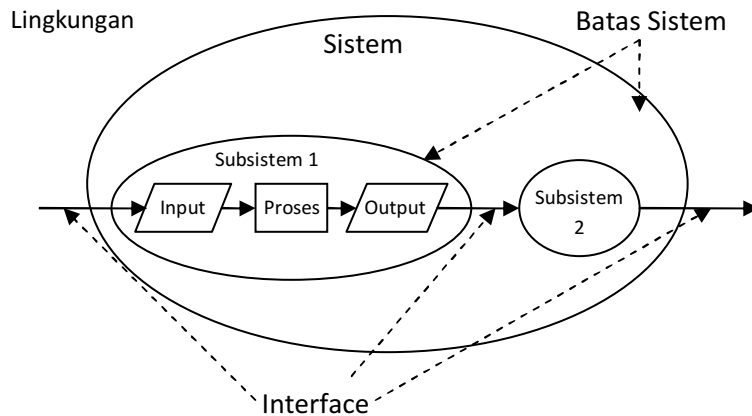 Lingkungan
Batas Sistem
Sistem
Subsistem 1
Input
Proses
Output
Subsistem
2
Interface